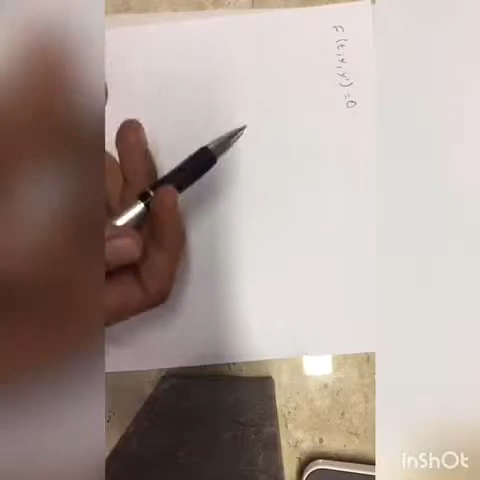 F(t, y, y') = 0
InShOt